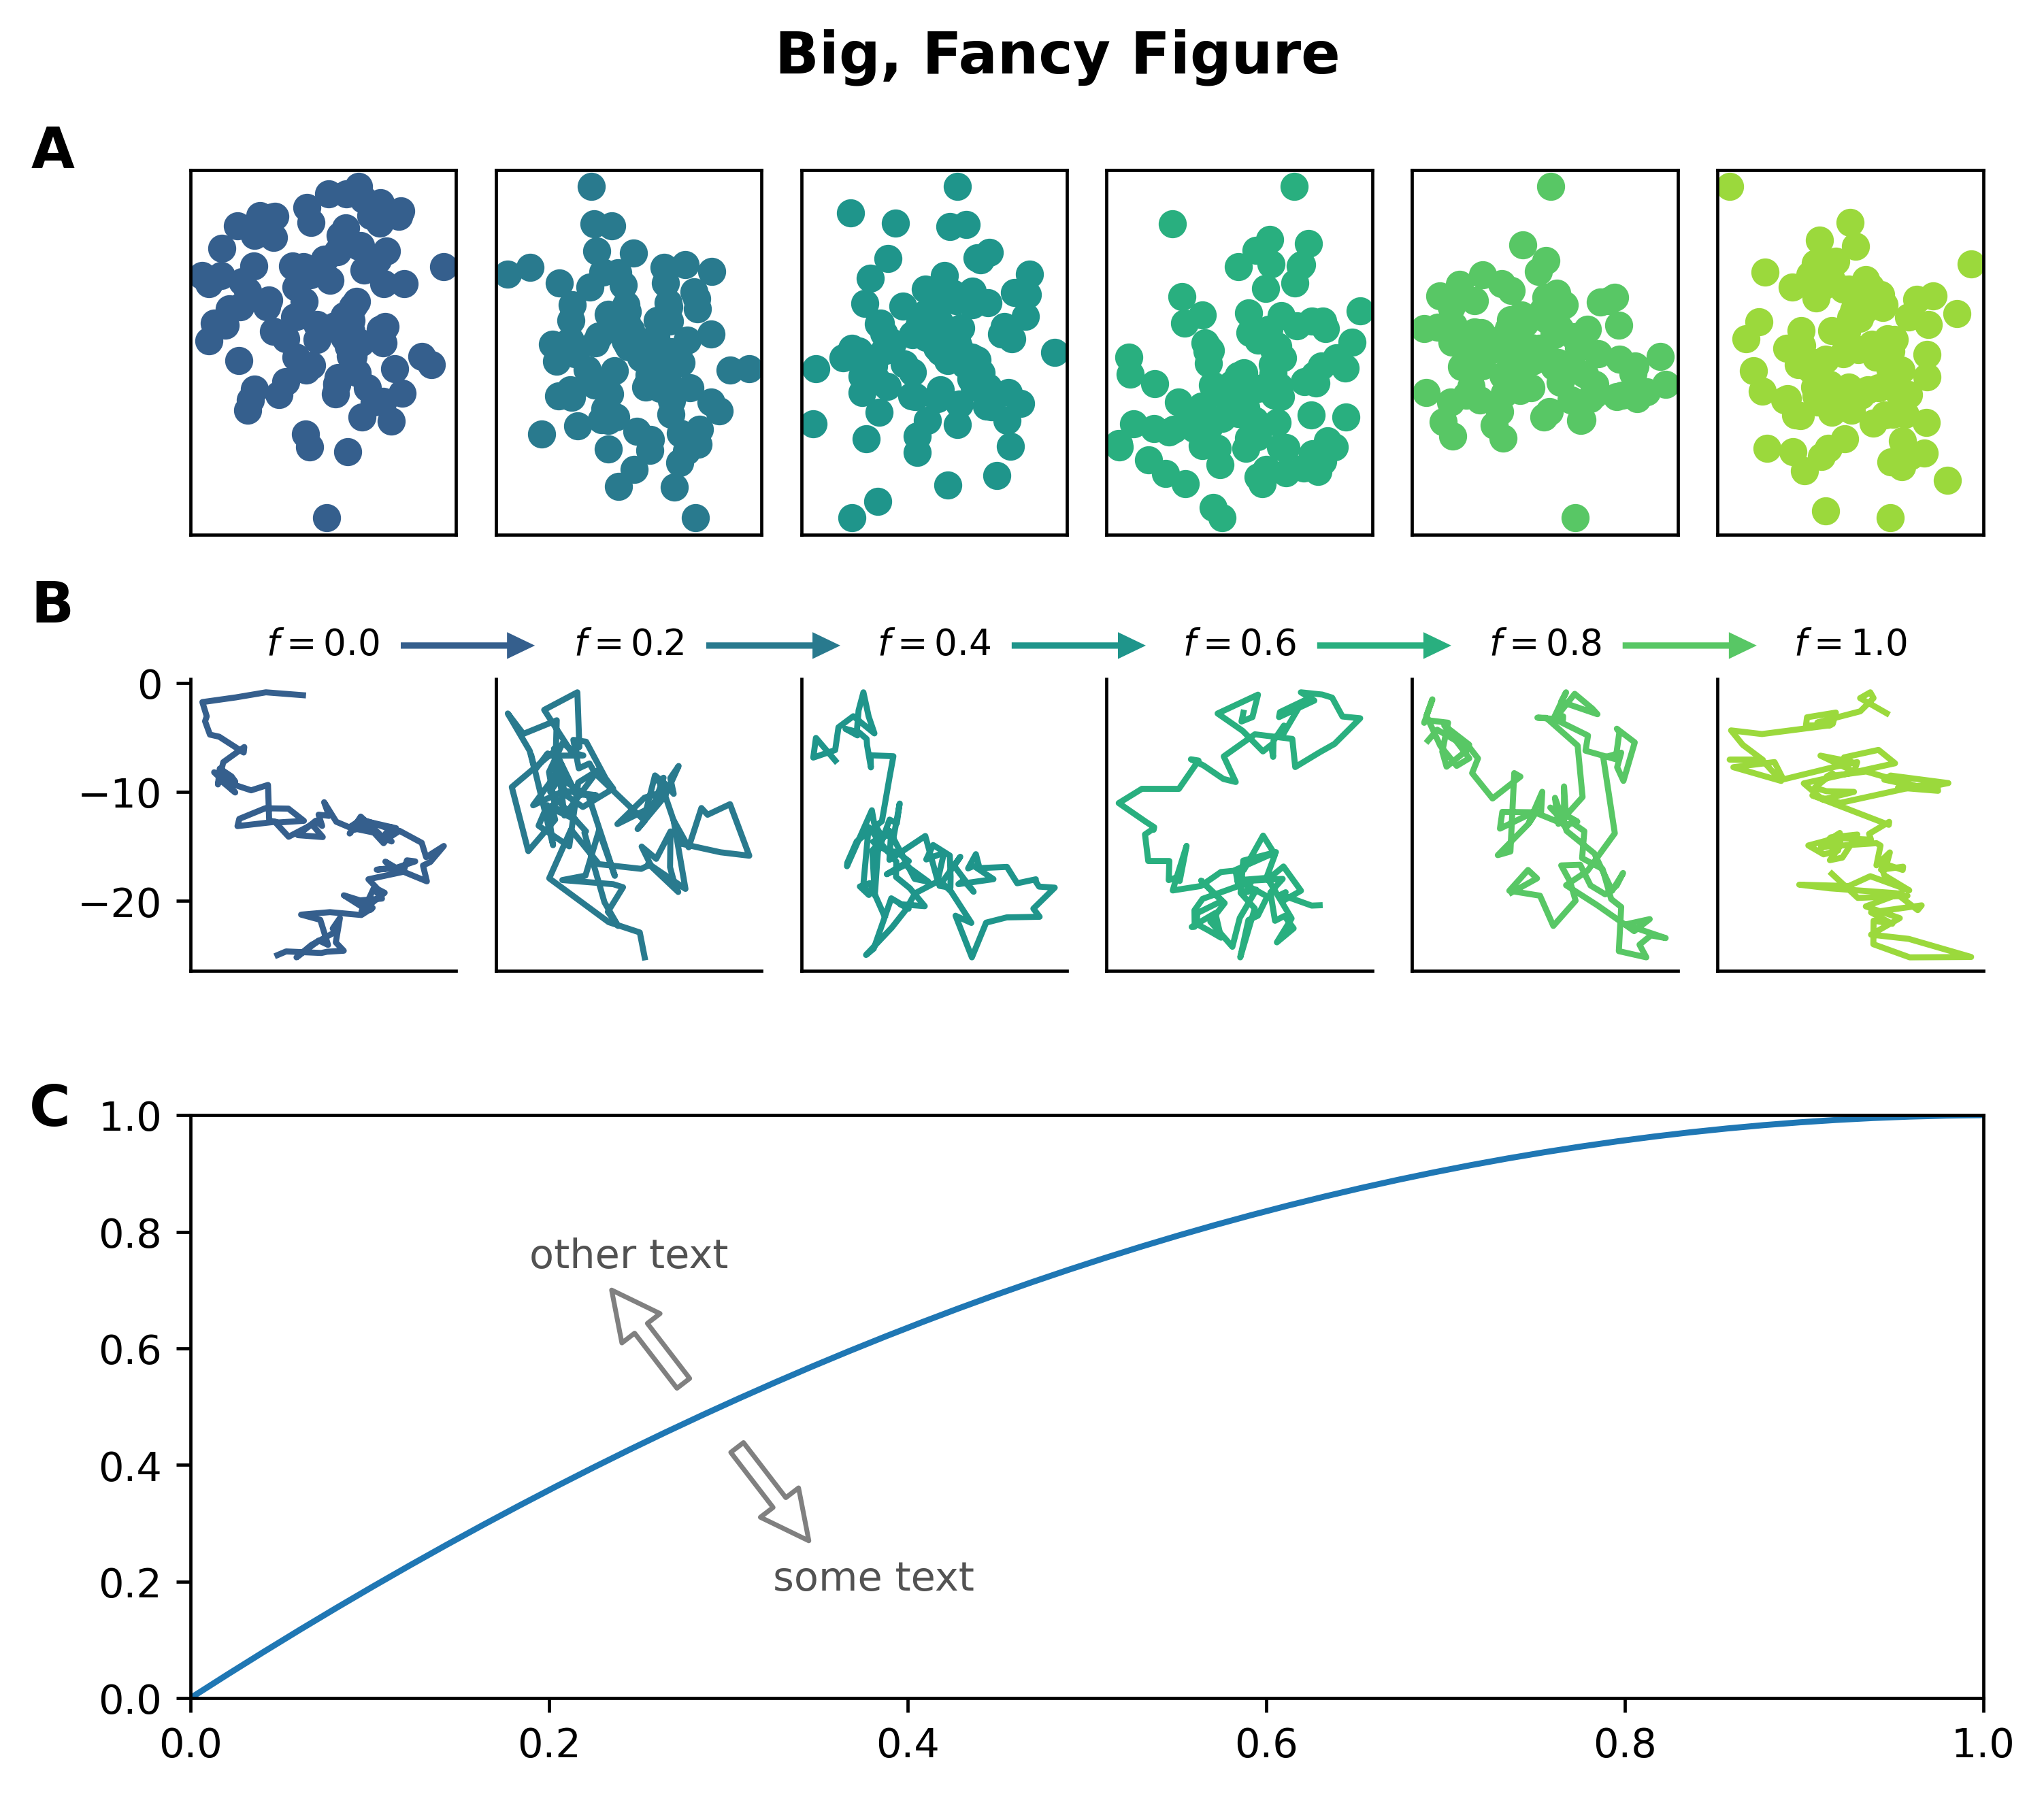 Big, Fancy Figure
A
B
f = 0.0 f = 0.2 f = 0.4 f = 0.6 f = 0.8 f = 1.0
0
−10
−20
C
1.0
0.8
other text
0.6
0.4
some text
0.2
0.0
0.0 0.2 0.4 0.6 0.8 1.0